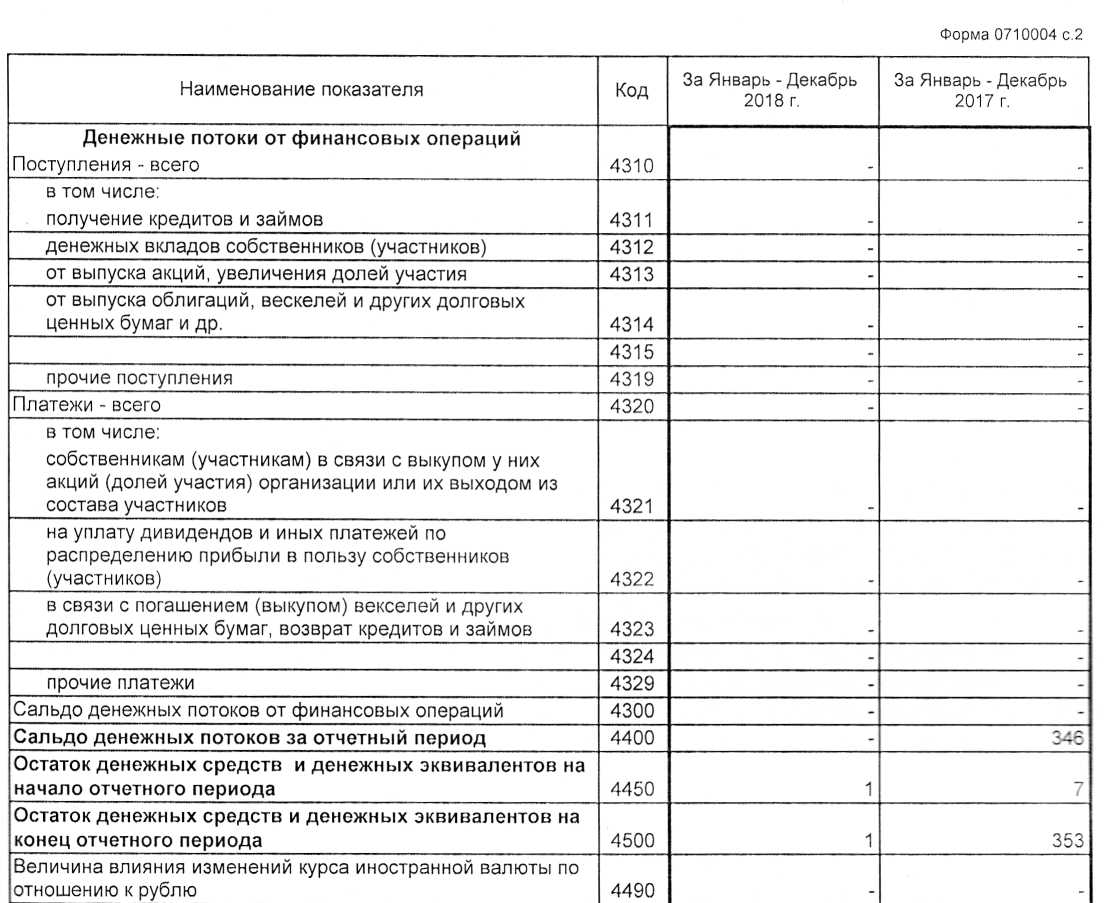 Форма 0710004 с.2
Наименование показателя Код За Январь - Декабрь 2018 г. За Январь - Декабрь 2017 г.
Денежные потоки от финансовых операций
Поступления - всего 4310 - -
в том числе:
получение кредитов и займов 4311 - -
денежных вкладов собственников (участников) 4312 - -
от выпуска акций, увеличения долей участия 4313 - -
от выпуска облигаций, вескелей и других долговых
ценных бумаг и др. 4314 - -
4315 - -
прочие поступления 4319 - -
Платежи - всего 4320 - -
в том числе:
собственникам (участникам) в связи с выкупом у них
акций (долей участия) организации или их выходом из
состава участников 4321 - -
на уплату дивидендов и иных платежей по
распределению прибыли в пользу собственников
(участников) 4322 - -
в связи с погашением (выкупом) векселей и других
долговых ценных бумаг, возврат кредитов и займов 4323 - -
4324 - -
прочие платежи 4329 - -
Сальдо денежных потоков от финансовых операций 4300 - -
Сальдо денежных потоков за отчетный период 4400 - 346
Остаток денежных средств и денежных эквивалентов на
начало отчетного периода 4450 1 7
Остаток денежных средств и денежных эквивалентов на
конец отчетного периода 4500 1 353
Величина влияния изменений курса иностранной валюты по
отношению к рублю 4490 - -